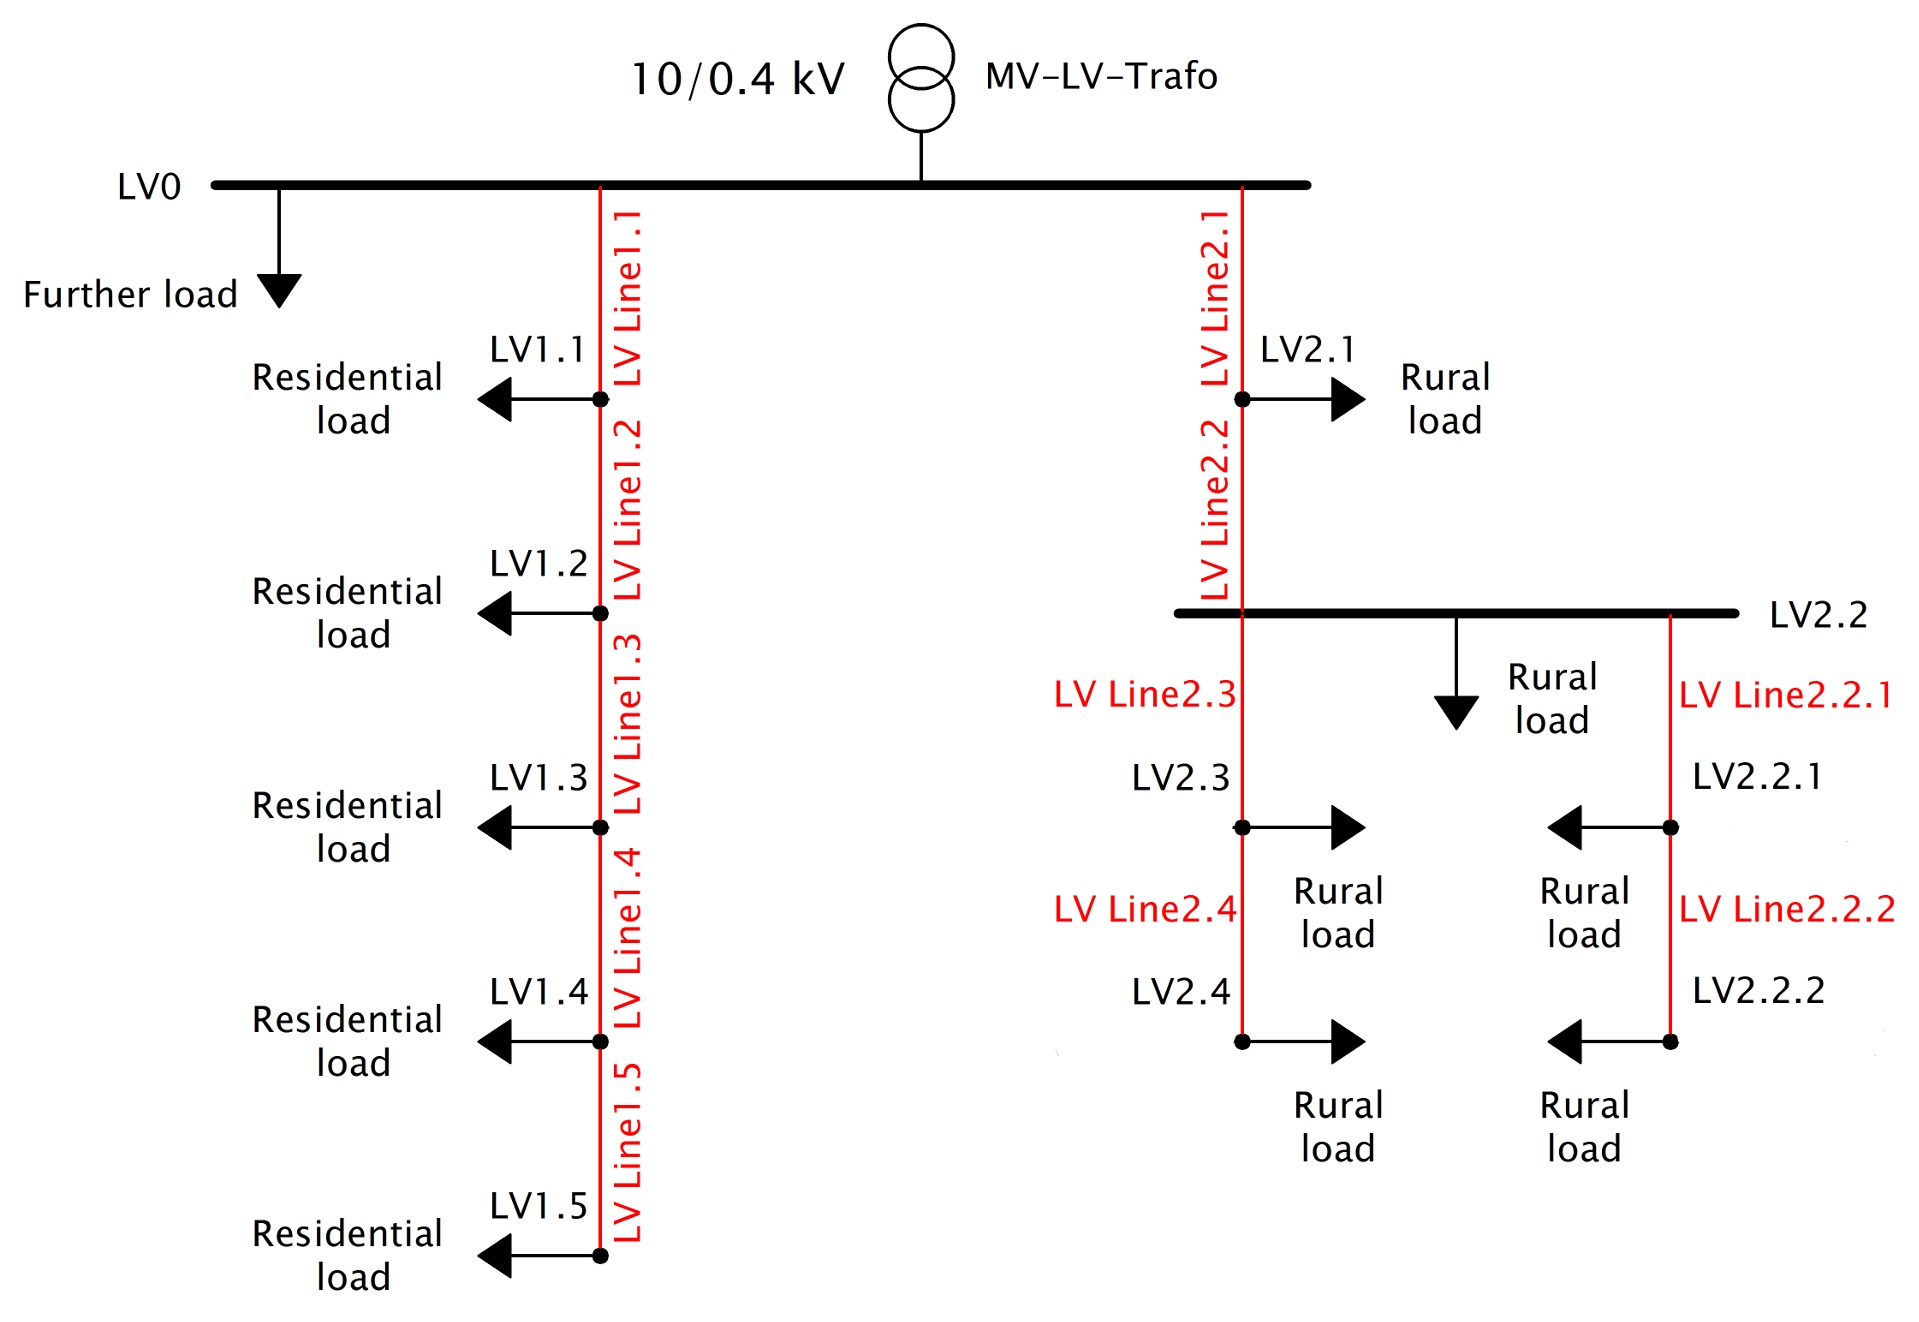 10/0.4 kV
MV-LV-Trafo
LV0
Further load
LV Line1.1
LV Line2.1
LV1.1
Residential
load
LV2.1
Rural
load
LV Line1.2
LV Line2.2
LV1.2
Residential
load
LV2.2
LV Line1.3
LV Line2.3
Rural
load
LV Line2.2.1
LV1.3
Residential
load
LV2.3
LV2.2.1
LV Line1.4
LV Line2.4
Rural
load
Rural
load
LV Line2.2.2
LV1.4
Residential
load
LV2.4
LV2.2.2
LV Line1.5
Rural
load
Rural
load
LV1.5
Residential
load